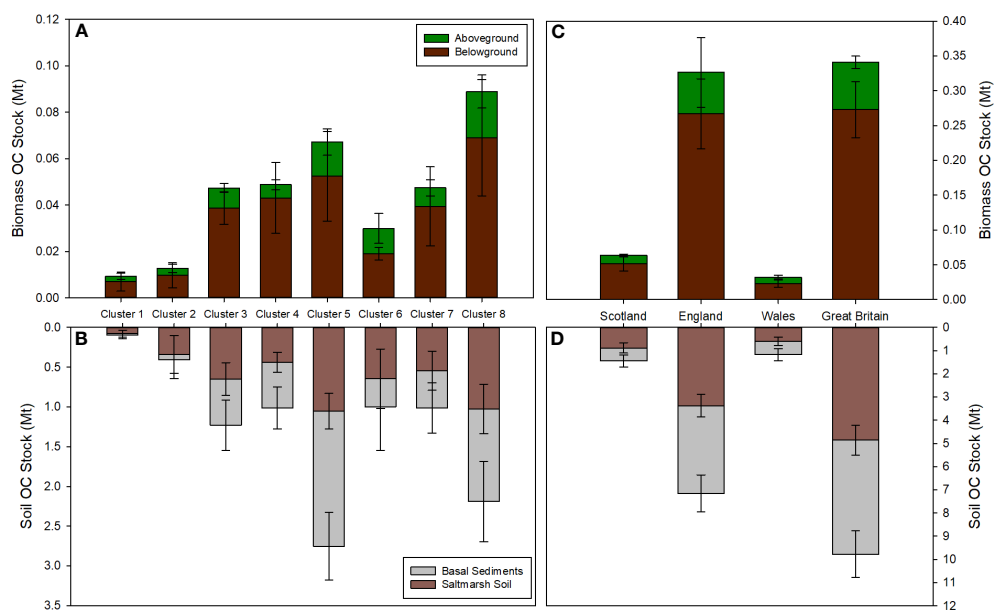 A
Aboveground
Belowground
Biomass OC Stock (Mt)
0.12
0.10
0.08
0.06
0.04
0.02
0.00
Cluster 1 Cluster 2 Cluster 3 Cluster 4 Cluster 5 Cluster 6 Cluster 7 Cluster 8
B
Soil OC Stock (Mt)
0.0
0.5
1.0
1.5
2.0
2.5
3.0
3.5
Basal Sediments
Saltmarsh Soil
C
Biomass OC Stock (Mt)
0.40
0.35
0.30
0.25
0.20
0.15
0.10
0.05
0.00
Scotland England Wales Great Britain
D
Soil OC Stock (Mt)
0
1
2
3
4
5
6
7
8
9
10
11
12